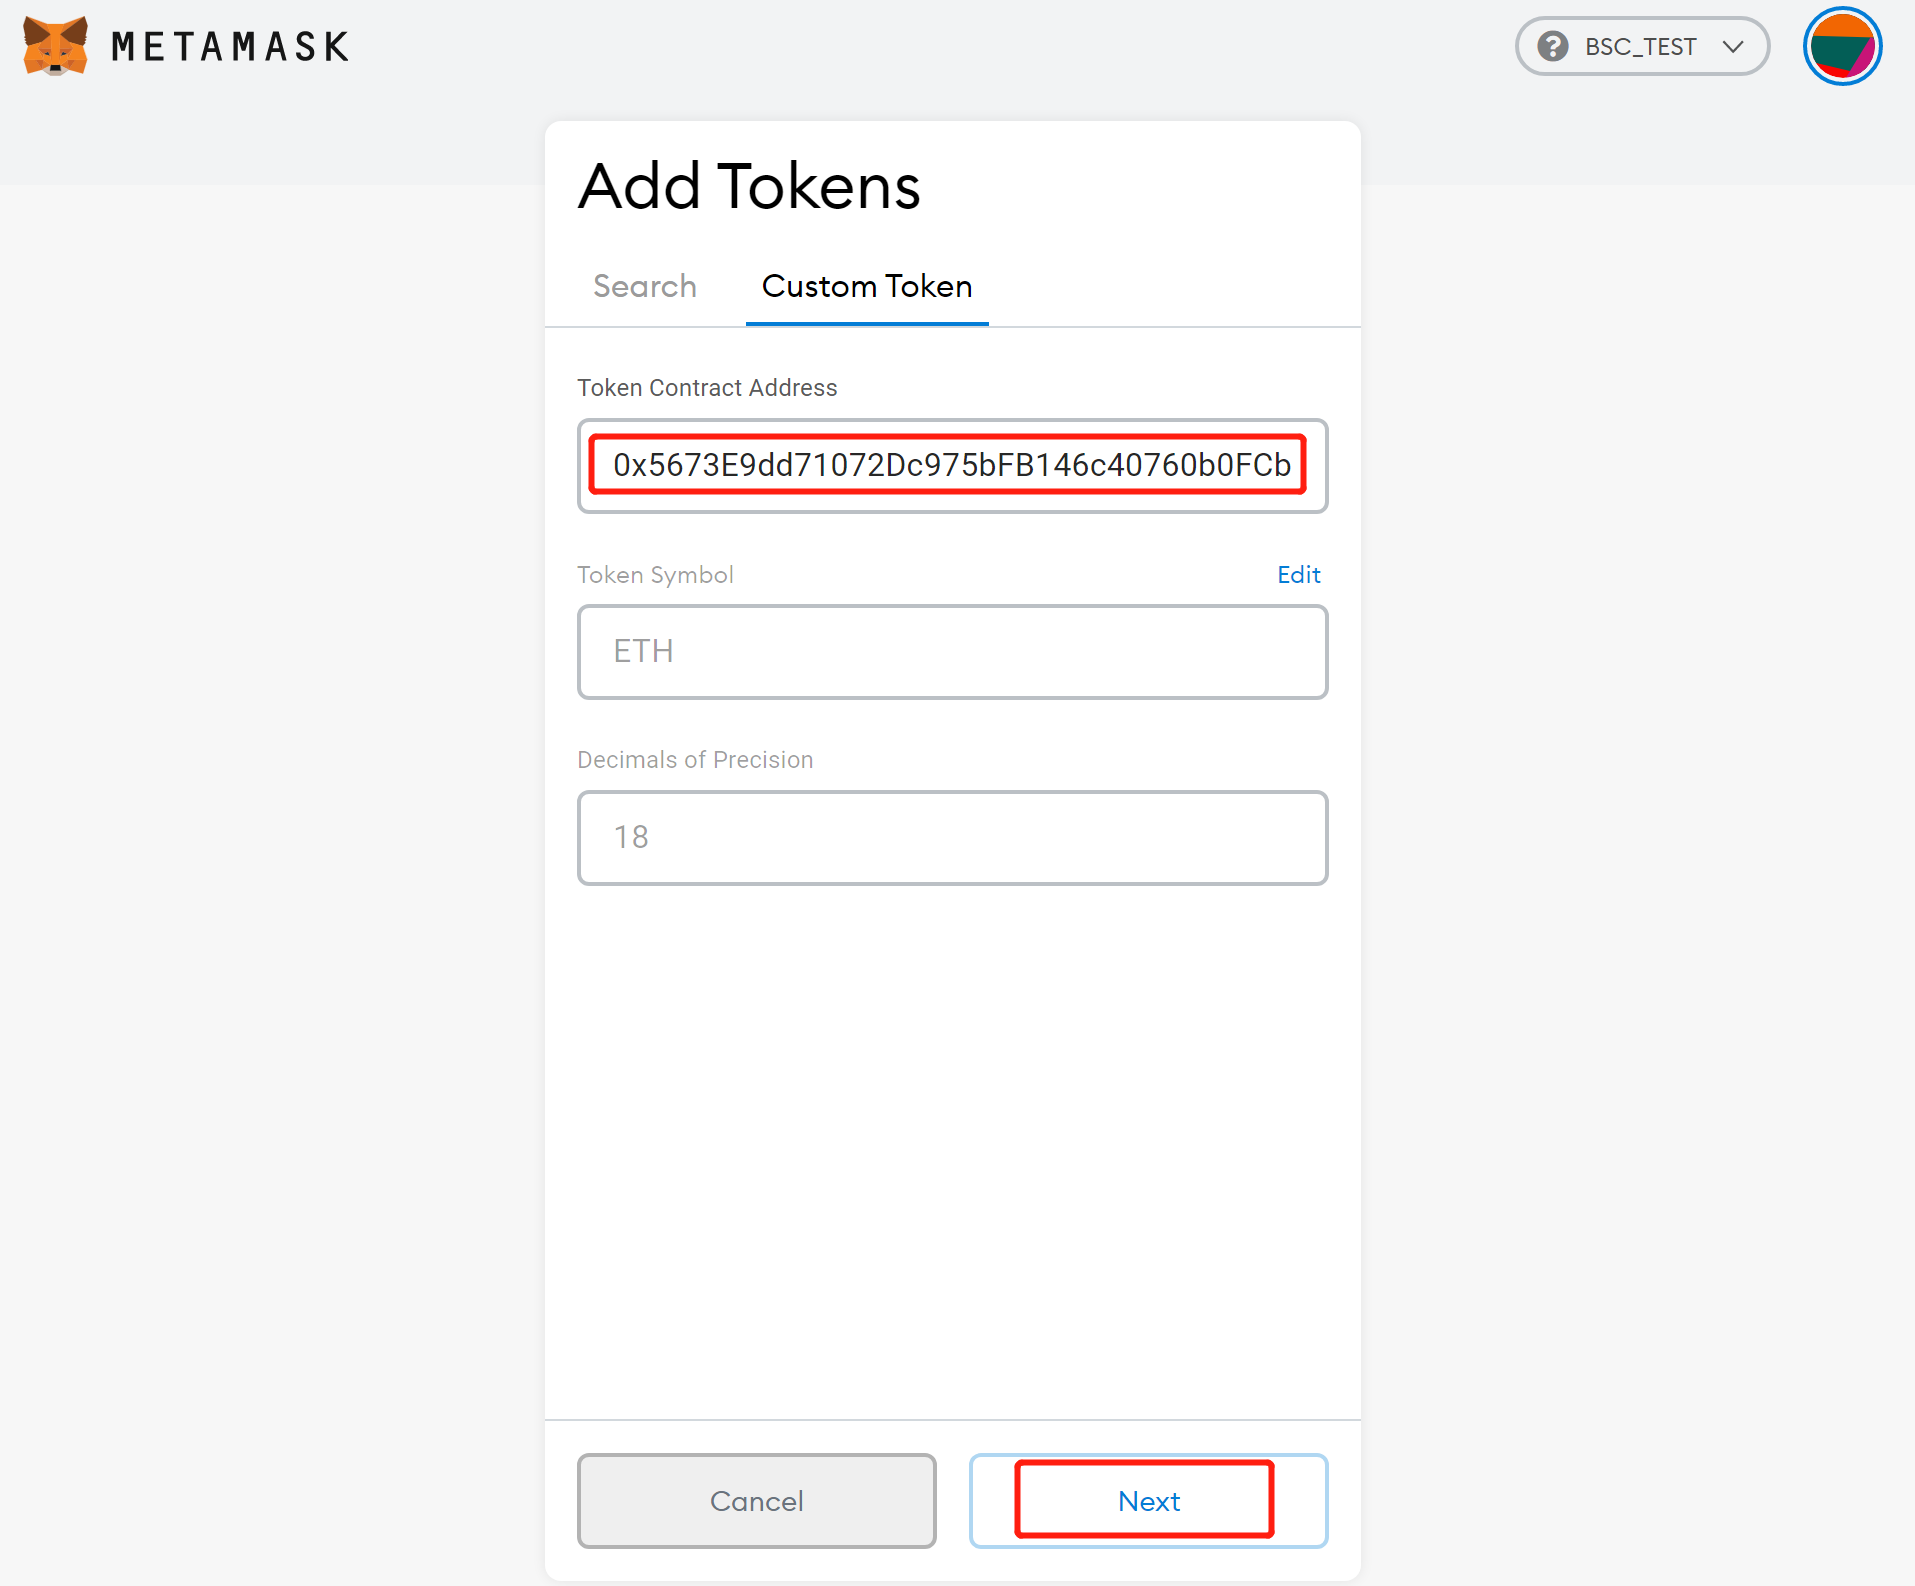 METAMASK
BSC_TEST
Add Tokens
Search Custom Token
Token Contract Address
0x5673E9dd71072Dc975bFB146c40760b0FCb
Token Symbol Edit
ETH
Decimals of Precision
18
Cancel Next